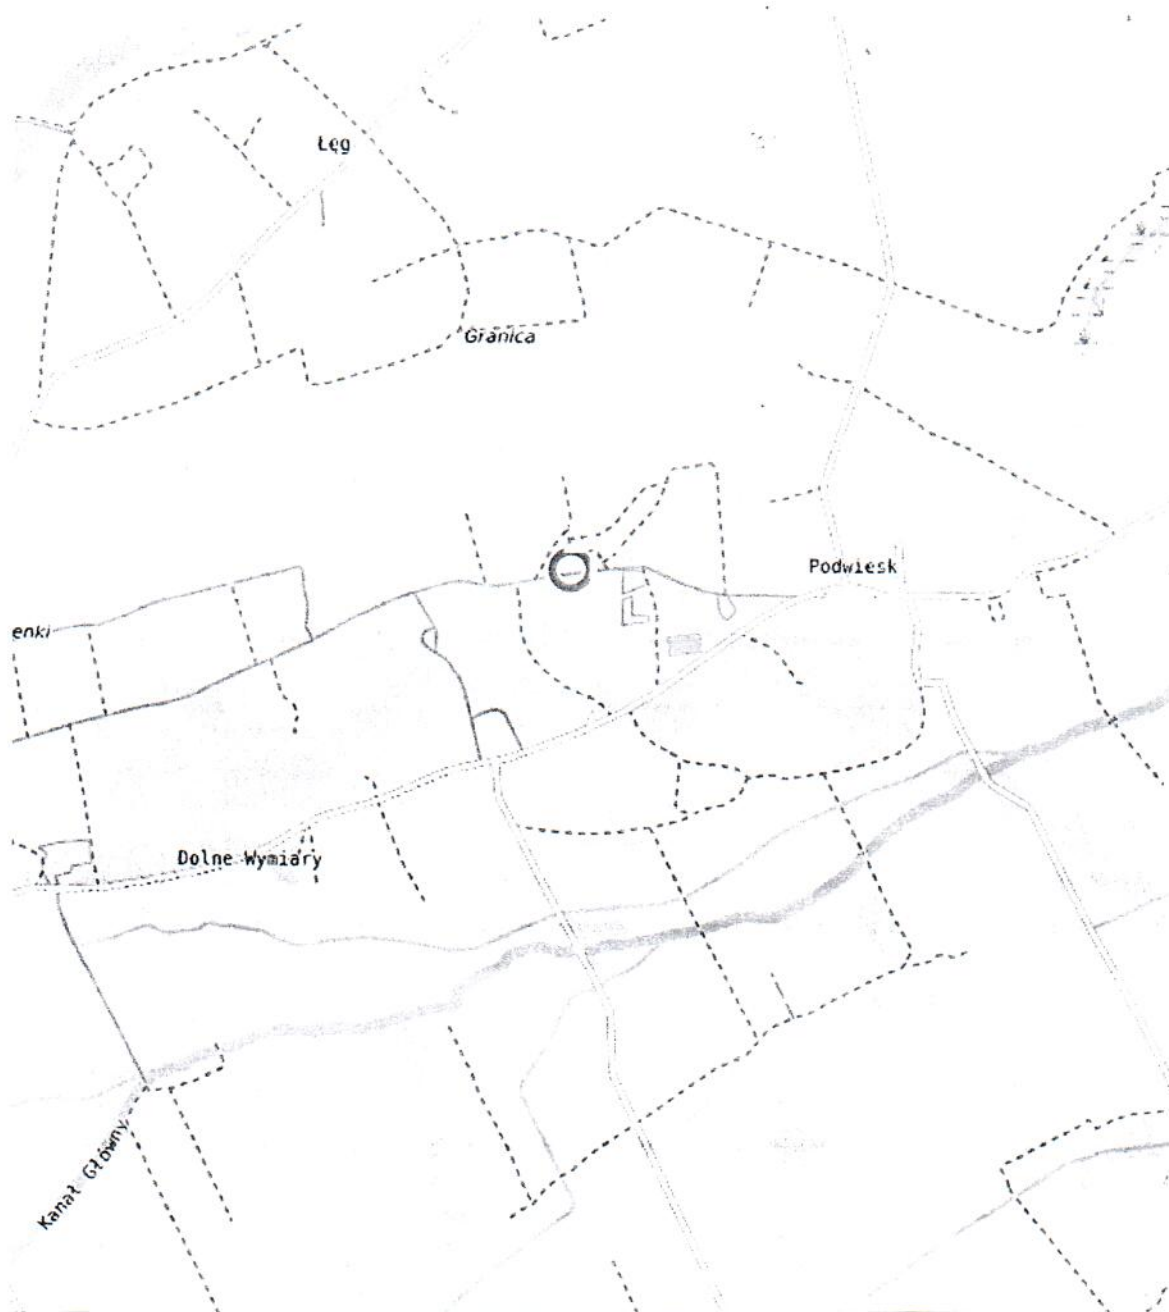 Łęg
Granica
Podwiesk
enki
Dolne Wymiary
Kanał Główny